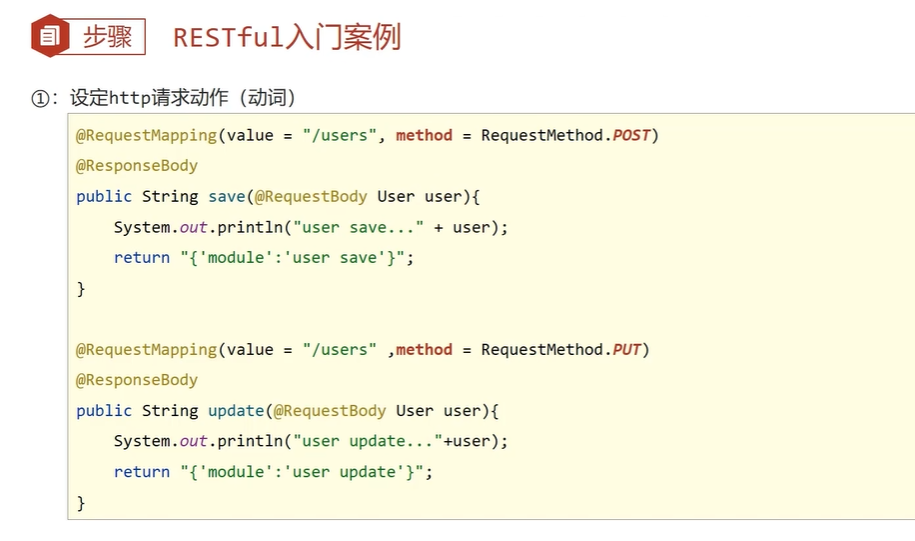 步骤 RESTful入门案例
①：设定http请求动作（动词）
@RequestMapping(value = "/users", method = RequestMethod.POST)
@ResponseBody
public String save(@RequestBody User user){
    System.out.println("user save..." + user);
    return "{'module':'user save'}";
}
@RequestMapping(value = "/users" ,method = RequestMethod.PUT)
@ResponseBody
public String update(@RequestBody User user){
    System.out.println("user update..."+user);
    return "{'module':'user update'}";
}